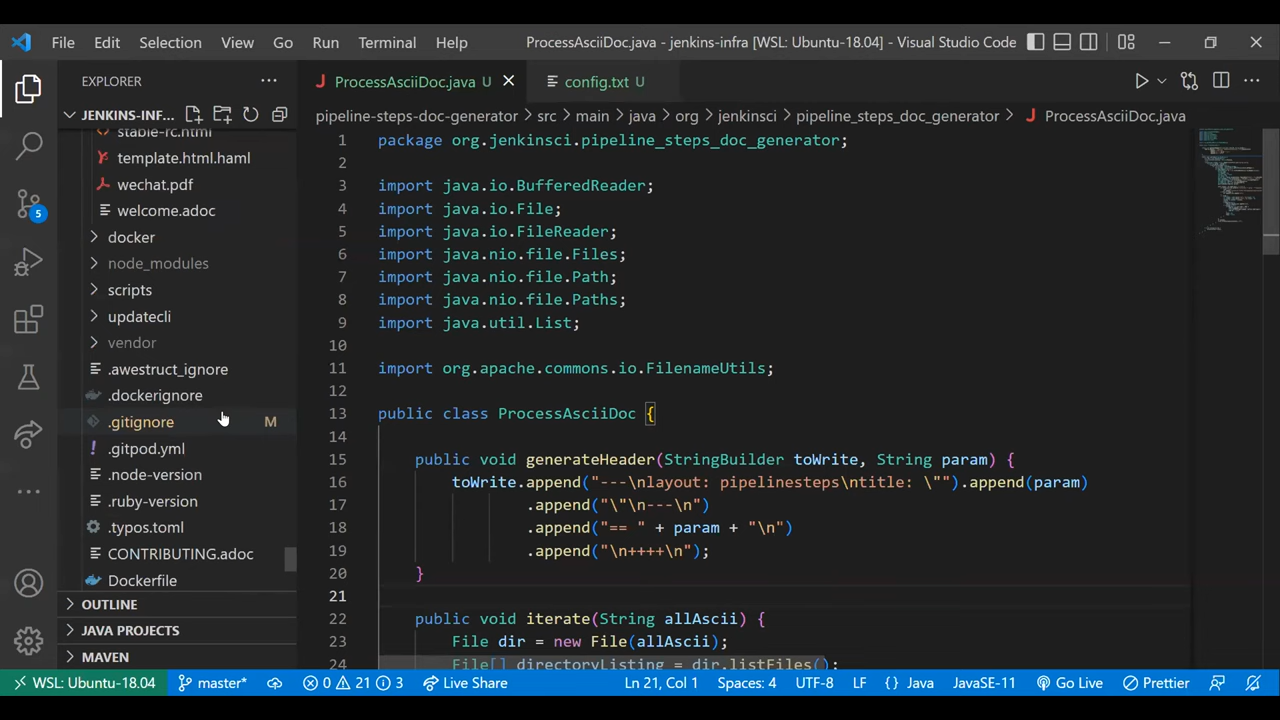 File Edit Selection View Go Run Terminal Help ProcessAsciiDoc.java - jenkins-infra [WSL: Ubuntu-18.04] - Visual Studio Code
EXPLORER
JENKINS-INF...
stable-rc.html
template.html.haml
wechat.pdf
welcome.adoc
docker
node_modules
scripts
updatecli
vendor
.awestruct_ignore
.dockerignore
.gitignore M
.gitpod.yml
.node-version
.ruby-version
.typos.toml
CONTRIBUTING.adoc
Dockerfile
OUTLINE
JAVA PROJECTS
MAVEN
5
ProcessAsciiDoc.java U config.txt U
pipeline-steps-doc-generator > src > main > java > org > jenkinsci > pipeline_steps_doc_generator > ProcessAsciiDoc.java
1 package org.jenkinsci.pipeline_steps_doc_generator;
2
3 import java.io.BufferedReader;
4 import java.io.File;
5 import java.io.FileReader;
6 import java.nio.file.Files;
7 import java.nio.file.Path;
8 import java.nio.file.Paths;
9 import java.util.List;
10
11 import org.apache.commons.io.FilenameUtils;
12
13 public class ProcessAsciiDoc {
14
15 public void generateHeader(StringBuilder toWrite, String param) {
16 toWrite.append("---\nlayout: pipelinesteps\ntitle: \"").append(param)
17 .append("\"\n---\n")
18 .append("== " + param + "\n")
19 .append("\n++++\n");
20 }
21
22 public void iterate(String allAscii) {
23 File dir = new File(allAscii);
24 File[] directoryListing = dir.listFiles();
WSL: Ubuntu-18.04 master* 0 21 3 Live Share Ln 21, Col 1 Spaces: 4 UTF-8 LF { } Java JavaSE-11 Go Live Prettier